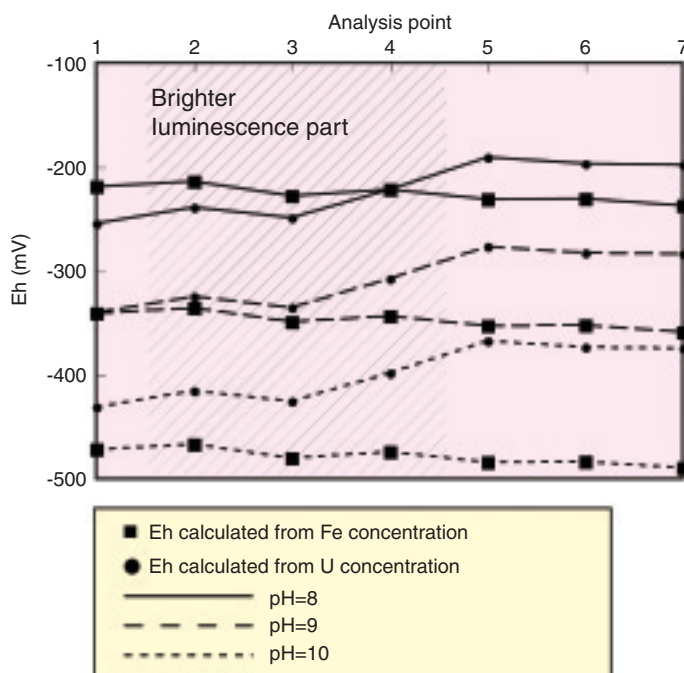 Analysis point
1 2 3 4 5 6 7
-100
Brighter
luminescence part
-200
-300
Eh (mV)
-400
-500
Eh calculated from Fe concentration
Eh calculated from U concentration
pH=8
pH=9
pH=10